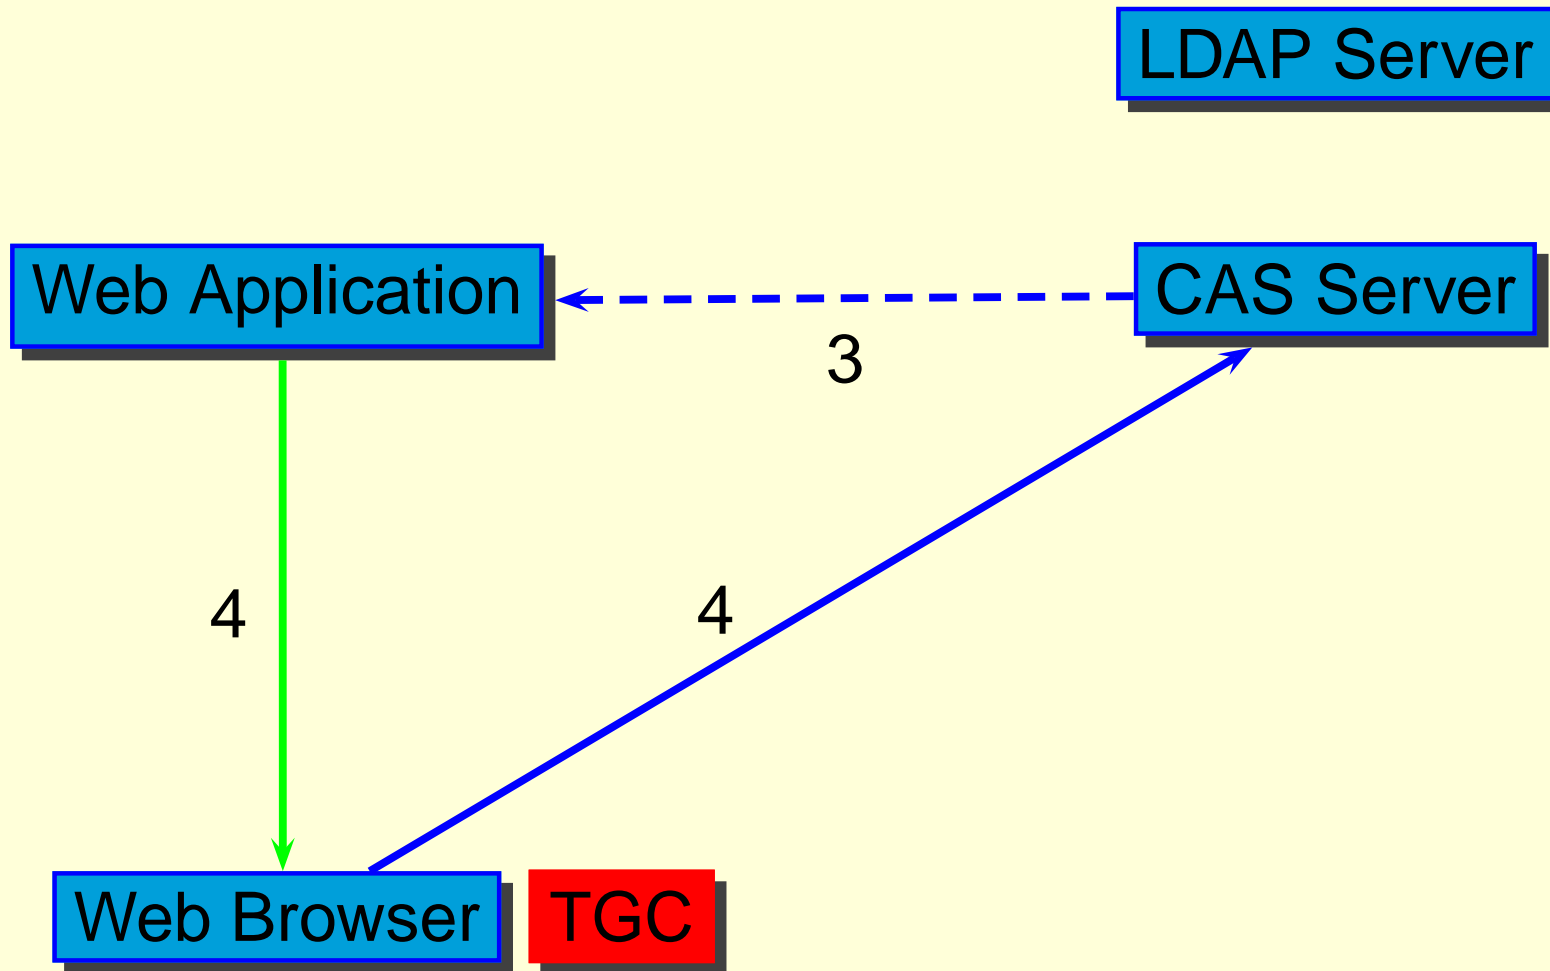 LDAP Server
Web Application
CAS Server
3
4
4
Web Browser
TGC